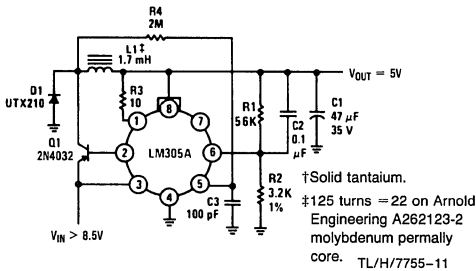 R4
2M
L1‡
1.7 mH
VOUT = 5V
D1
UTX210
R3
10
8
R1
56K
C1
47 μF
35 V
1
7
C2
0.1
μF
Q1
2N4032
2
LM305A
6
†Solid tantaium.
3
5
4
R2
3.2K
1%
C3
100 pF
‡125 turns = 22 on Arnold
Engineering A262123-2
molybdenum permally
core.
VIN > 8.5V
TL/H/7755-11